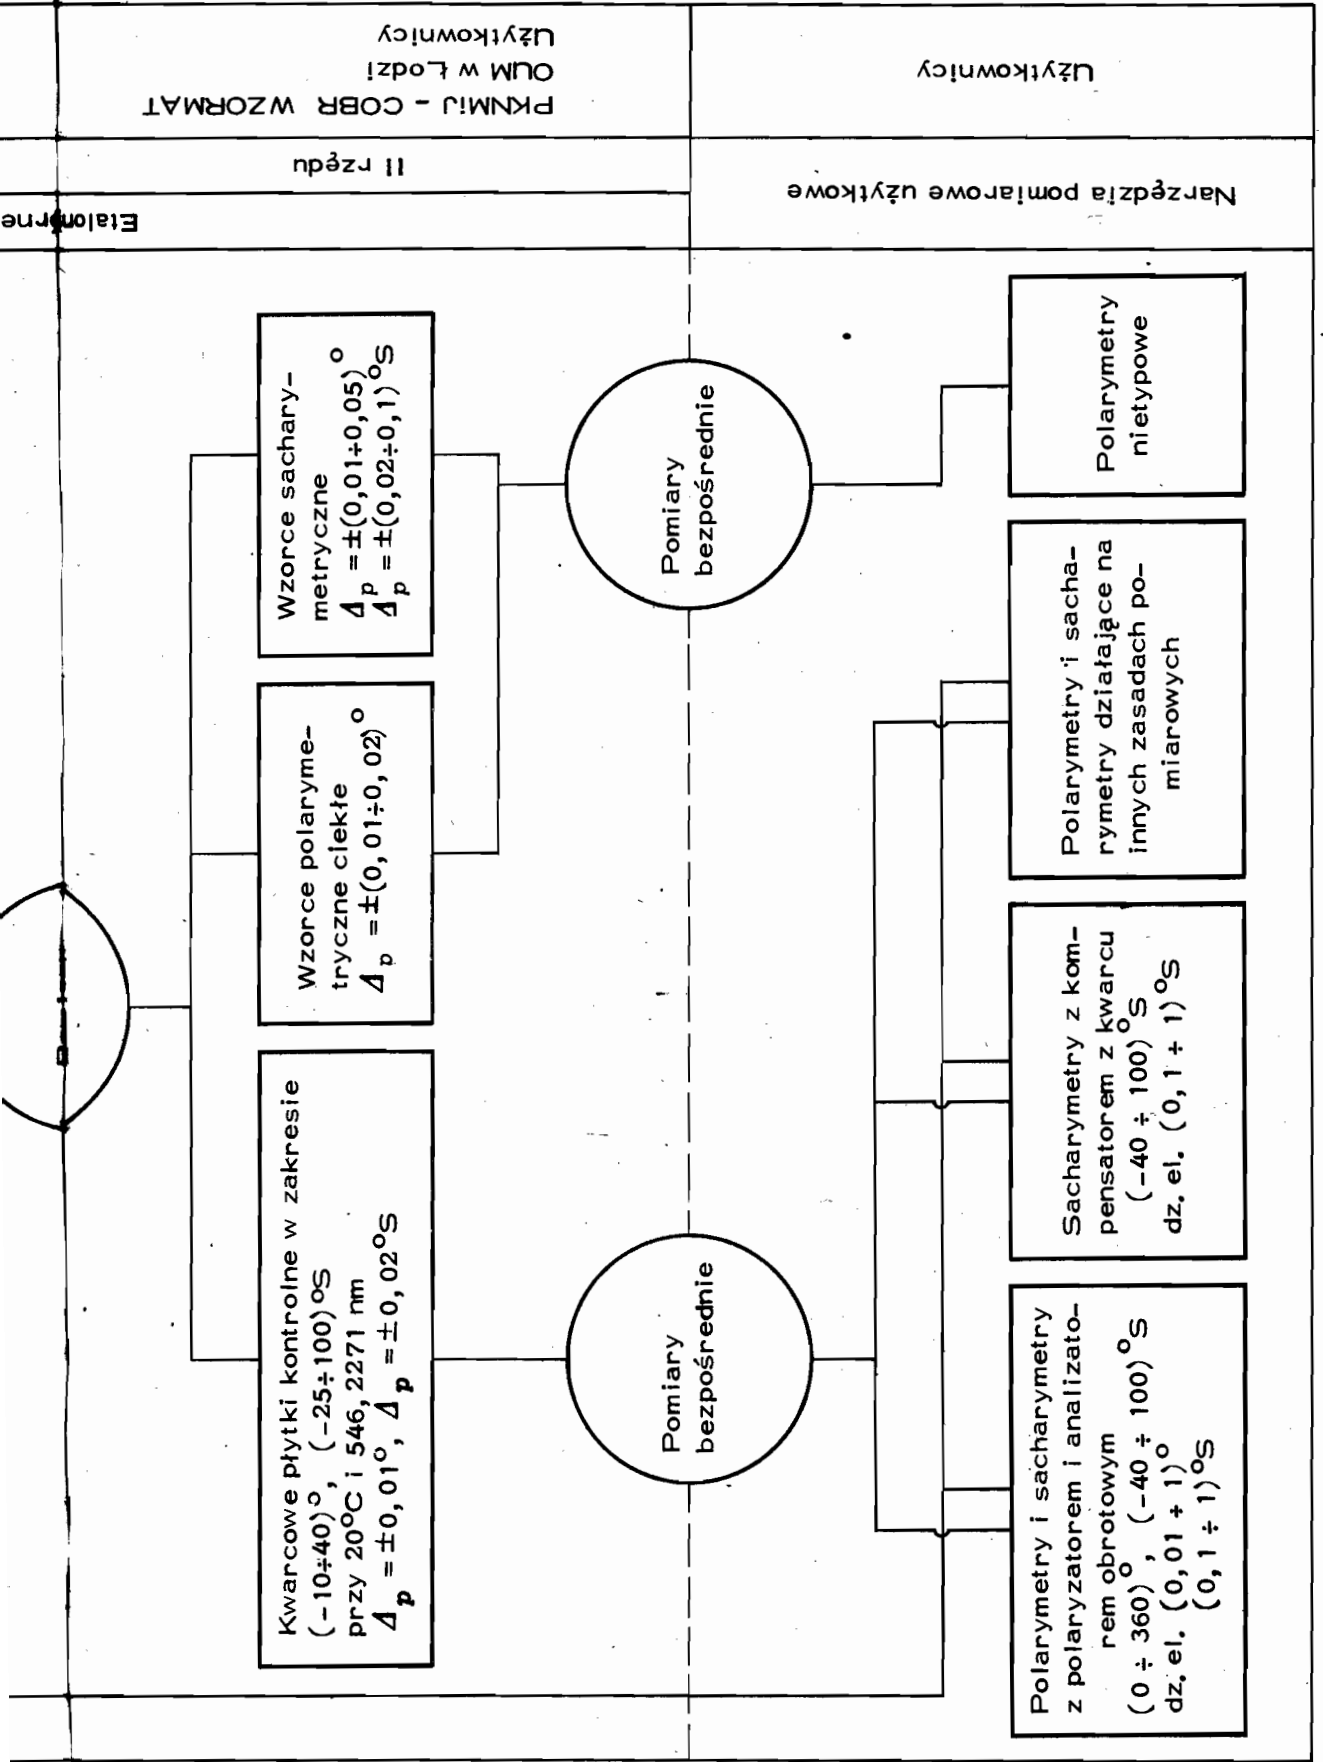 PKNMiJ - COBR WZORMAT
OUM w Łodzi
Użytkownicy
Użytkownicy
II rzędu
Narzędzia pomiarowe użytkowe
Kwarcowe płytki kontrolne w zakresie
(-10÷40)°, (-25÷100)°S
przy 20°C i 546,2271 nm
Δp = ±0,01°, Δp = ±0,02°S
Wzorce polaryme-
tryczne ciekłe
Δp = ±(0,01÷0,02)°
Wzorce sachary-
metryczne
Δp = ±(0,01÷0,05)°
Δp = ±(0,02÷0,1)°S
Pomiary
bezpośrednie
Pomiary
bezpośrednie
Polarymetry i sacharymetry
z polaryzatorem i analizato-
rem obrotowym
(0 ÷ 360)°, (-40 ÷ 100)°S
dz. el. (0,01 ÷ 1)°
(0,1 ÷ 1)°S
Sacharymetry z kom-
pensatorem z kwarcu
(-40 ÷ 100)°S
dz. el. (0,1 ÷ 1)°S
Polarymetry i sacha-
rymetry działające na
innych zasadach po-
miarowych
Polarymetry
nietypowe